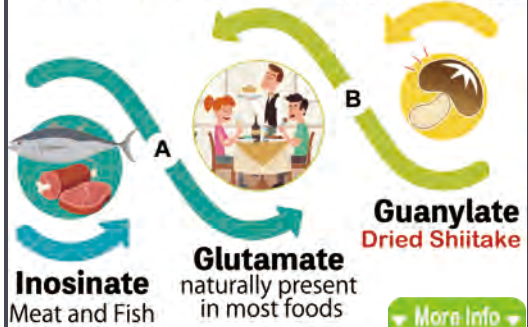 A
B
Inosinate
Meat and Fish
Glutamate
naturally present
in most foods
Guanylate
Dried Shiitake
More Info